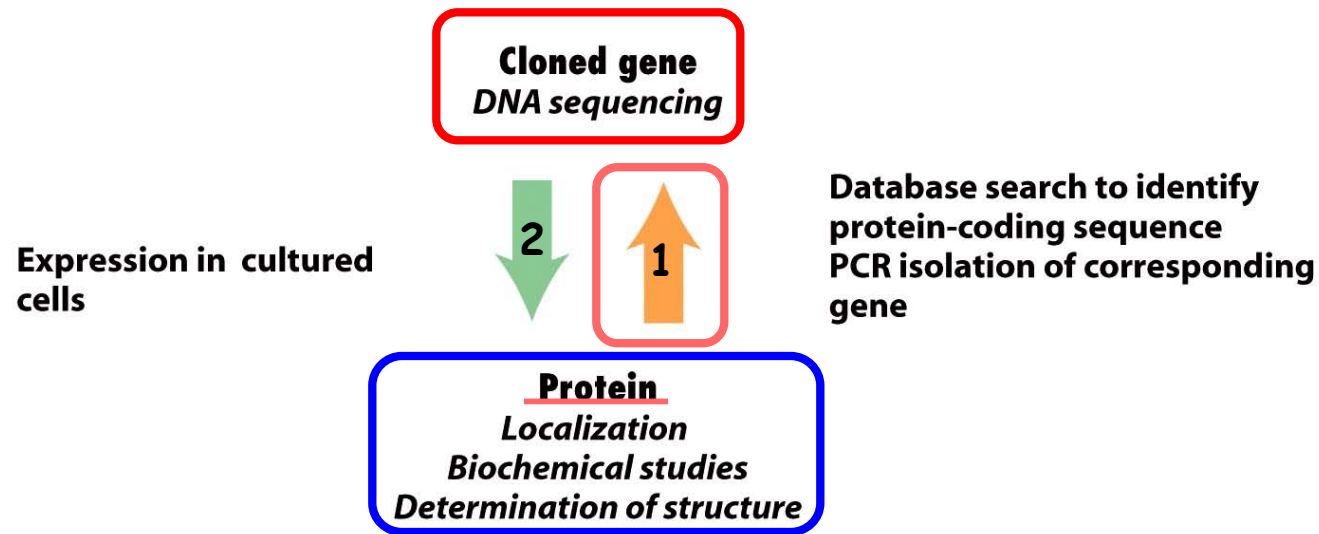 Cloned gene
DNA sequencing
2
1
Expression in cultured
cells
Database search to identify
protein-coding sequence
PCR isolation of corresponding
gene
Protein
Localization
Biochemical studies
Determination of structure